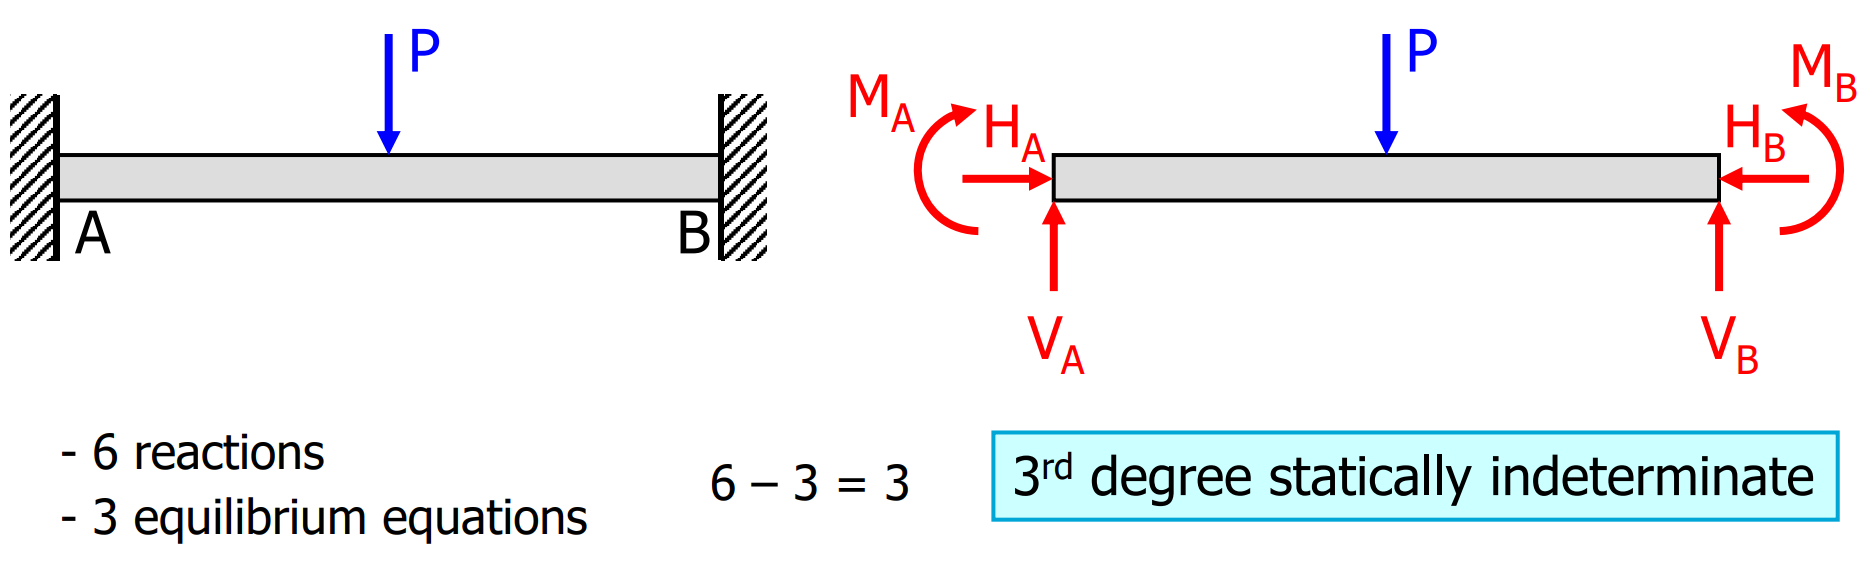 P
A
B
P
M_A
H_A
H_B
M_B
V_A
V_B
- 6 reactions
- 3 equilibrium equations
6 – 3 = 3
3rd degree statically indeterminate